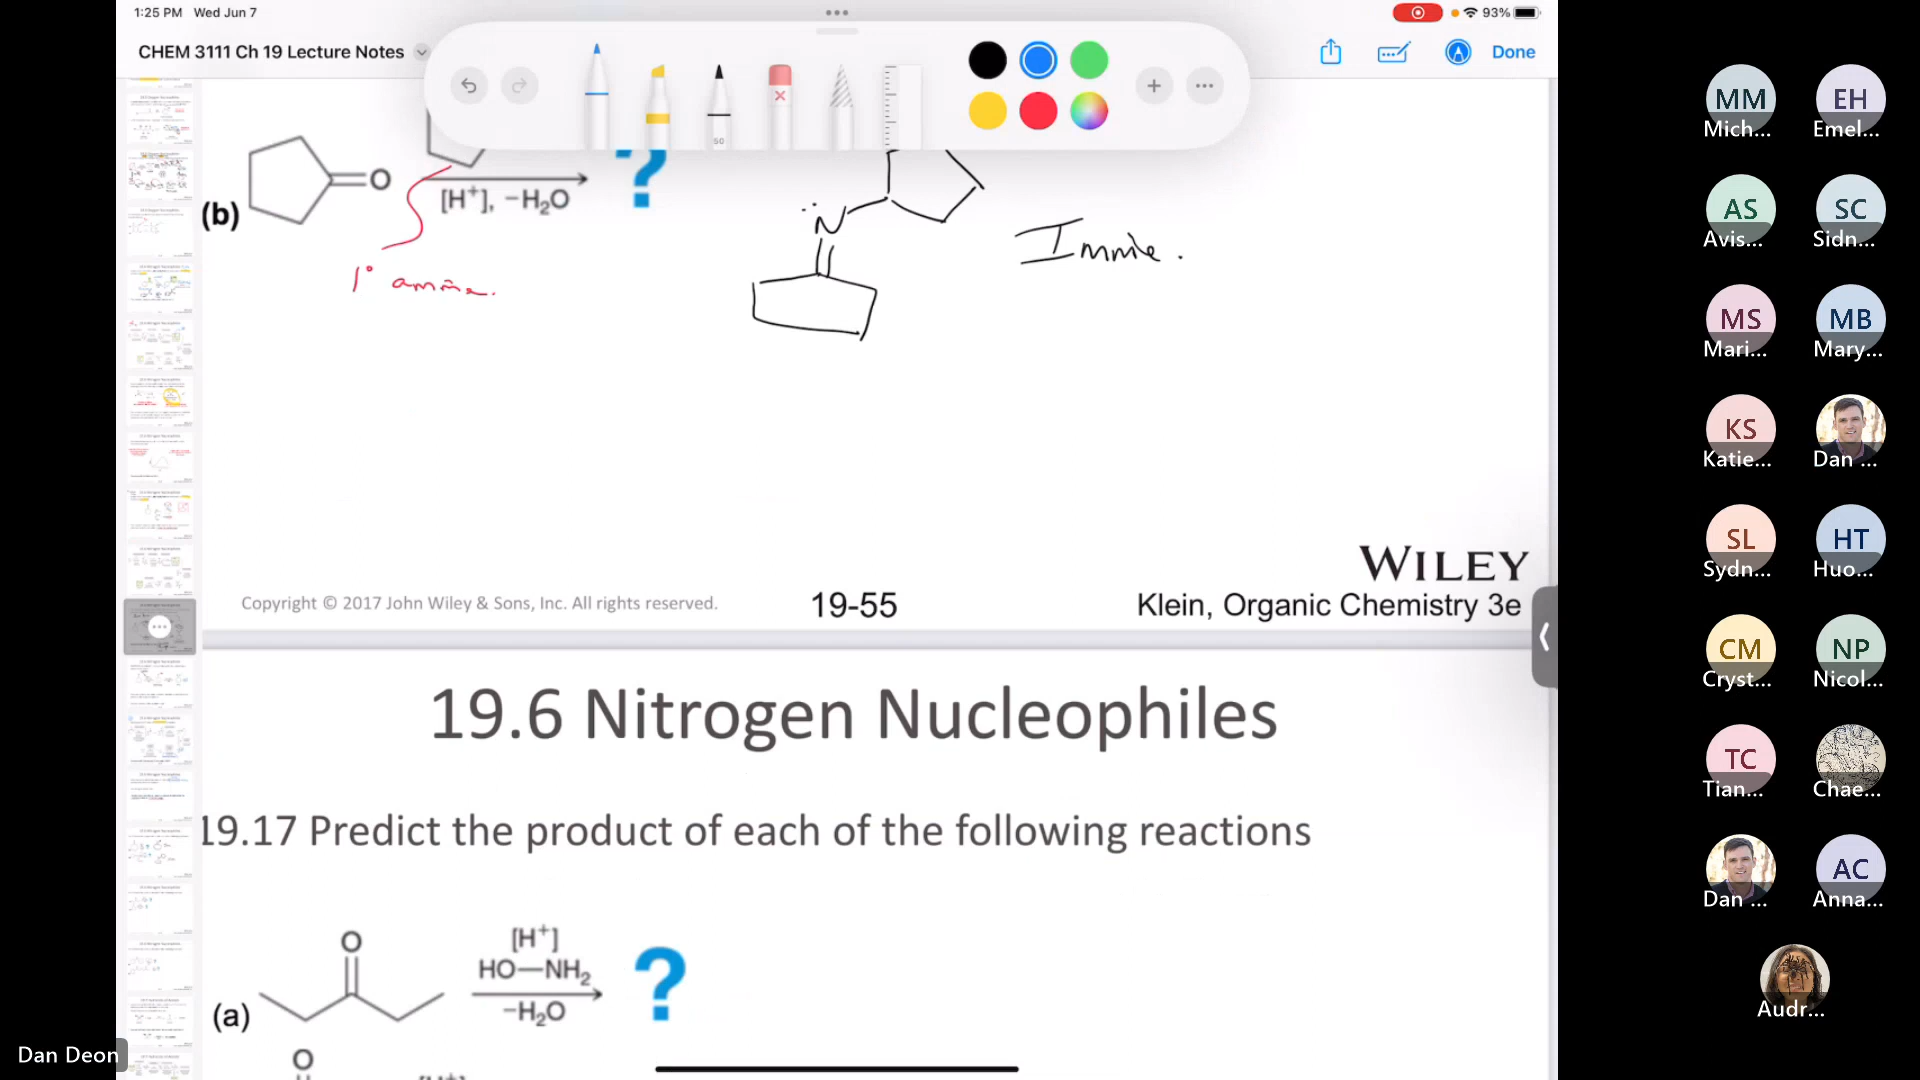 1:25 PM Wed Jun 7
93%
CHEM 3111 Ch 19 Lecture Notes
Done
50
(b)
O
[H⁺], −H₂O
?
1° amine.
N
Imine.
WILEY
Copyright © 2017 John Wiley & Sons, Inc. All rights reserved.
19-55
Klein, Organic Chemistry 3e
19.6 Nitrogen Nucleophiles
19.17 Predict the product of each of the following reactions
(a)
O
[H⁺]
HO—NH₂
−H₂O
?
O
[H⁺]
MM
Mich...
EH
Emel...
AS
Avis...
SC
Sidn...
MS
Mari...
MB
Mary...
KS
Katie...
Dan ...
SL
Sydn...
HT
Huo...
CM
Cryst...
NP
Nicol...
TC
Tian...
Chae...
Dan ...
AC
Anna...
Audr...
Dan Deon